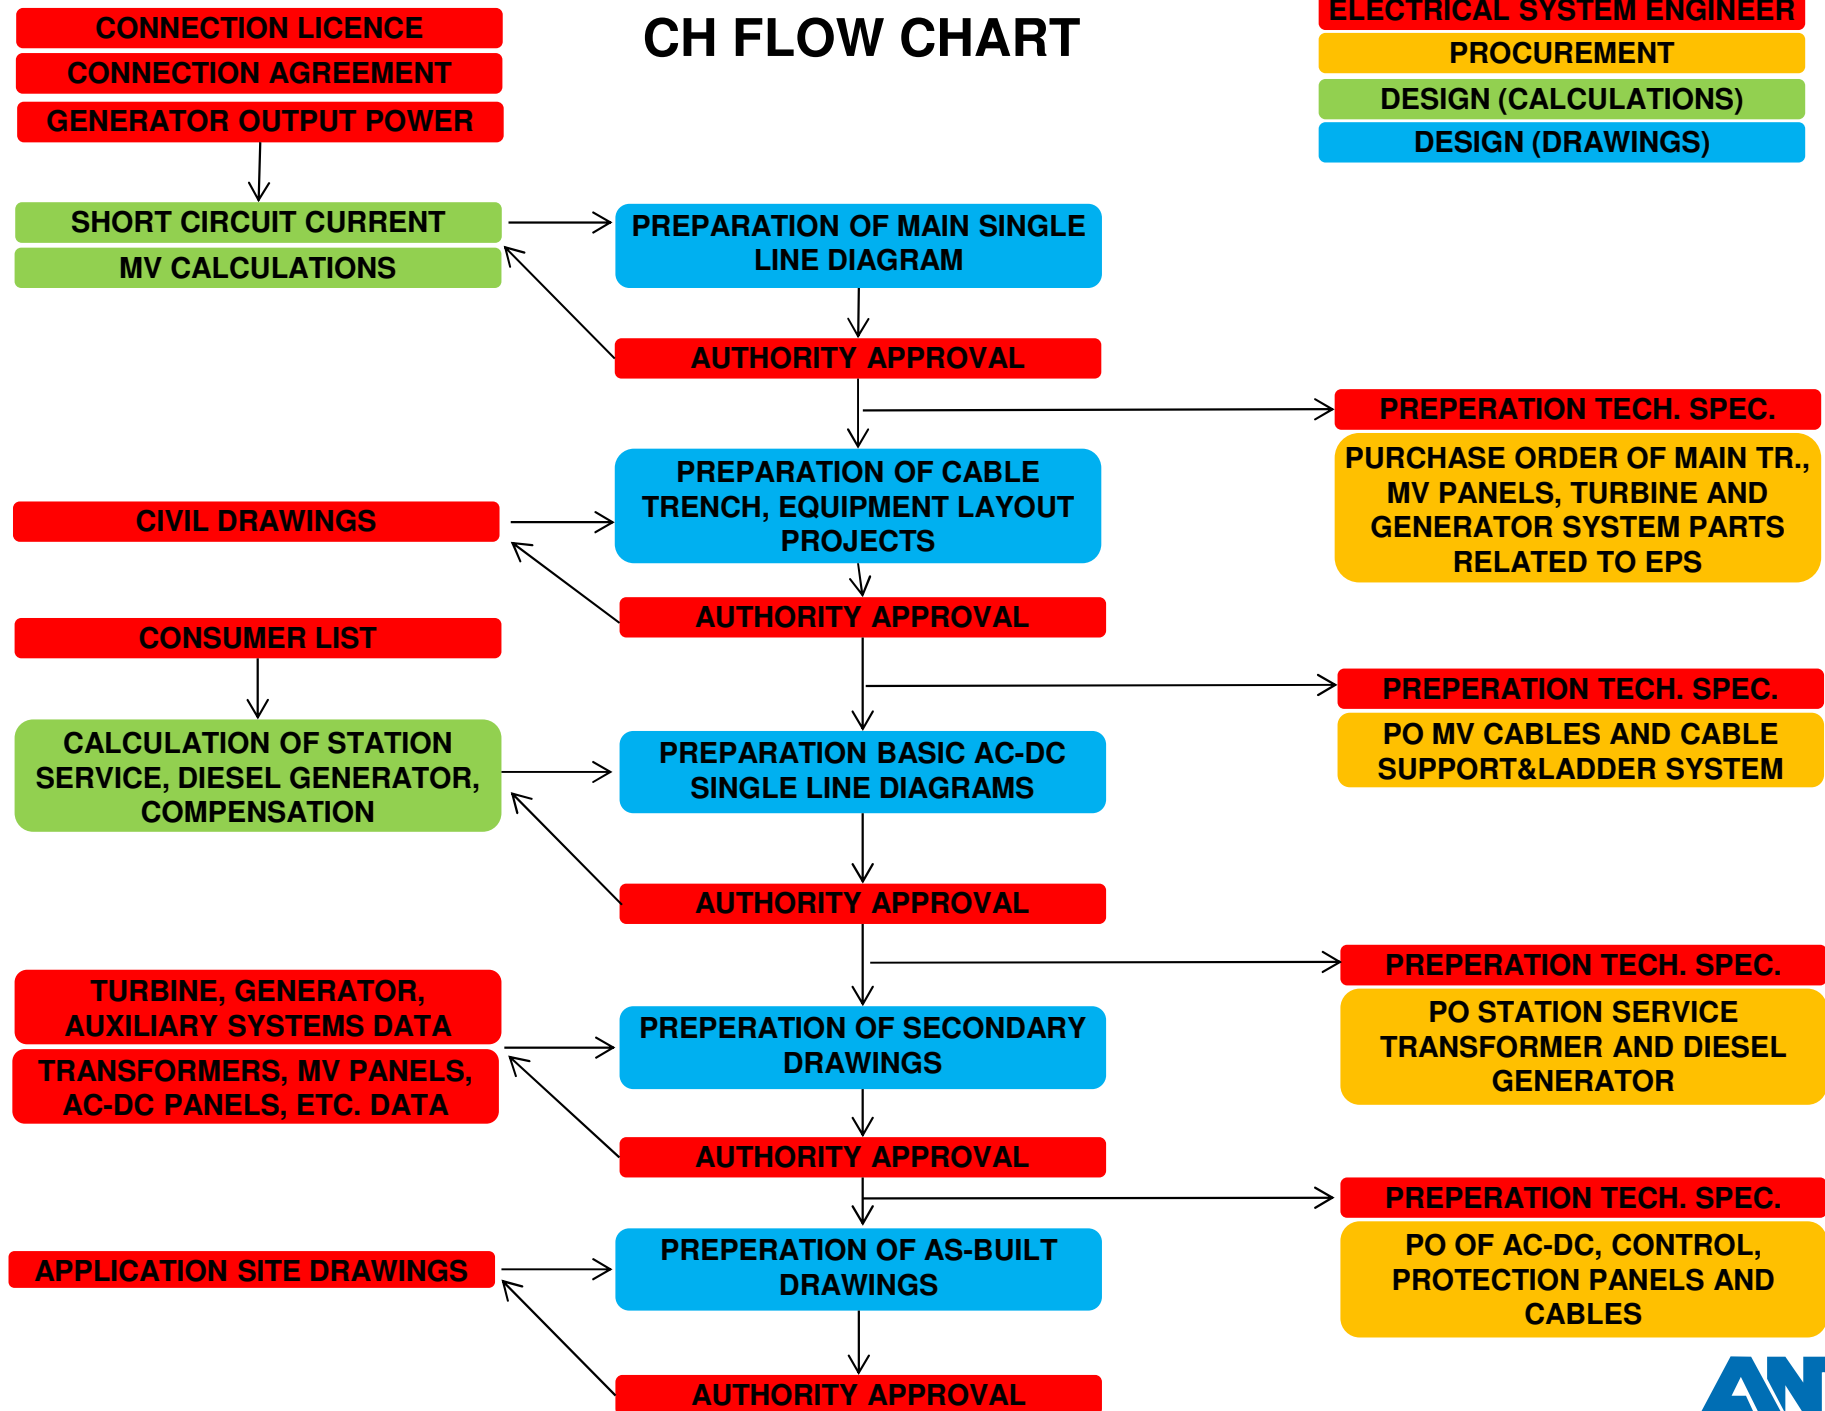 CH FLOW CHART
CONNECTION LICENCE
CONNECTION AGREEMENT
GENERATOR OUTPUT POWER
ELECTRICAL SYSTEM ENGINEER
PROCUREMENT
DESIGN (CALCULATIONS)
DESIGN (DRAWINGS)
SHORT CIRCUIT CURRENT
MV CALCULATIONS
PREPARATION OF MAIN SINGLE
LINE DIAGRAM
AUTHORITY APPROVAL
PREPERATION TECH. SPEC.
PURCHASE ORDER OF MAIN TR.,
MV PANELS, TURBINE AND
GENERATOR SYSTEM PARTS
RELATED TO EPS
CIVIL DRAWINGS
PREPARATION OF CABLE
TRENCH, EQUIPMENT LAYOUT
PROJECTS
AUTHORITY APPROVAL
PREPERATION TECH. SPEC.
PO MV CABLES AND CABLE
SUPPORT&LADDER SYSTEM
CONSUMER LIST
CALCULATION OF STATION
SERVICE, DIESEL GENERATOR,
COMPENSATION
PREPARATION BASIC AC-DC
SINGLE LINE DIAGRAMS
AUTHORITY APPROVAL
PREPERATION TECH. SPEC.
PO STATION SERVICE
TRANSFORMER AND DIESEL
GENERATOR
TURBINE, GENERATOR,
AUXILIARY SYSTEMS DATA
TRANSFORMERS, MV PANELS,
AC-DC PANELS, ETC. DATA
PREPERATION OF SECONDARY
DRAWINGS
AUTHORITY APPROVAL
PREPERATION TECH. SPEC.
PO OF AC-DC, CONTROL,
PROTECTION PANELS AND
CABLES
APPLICATION SITE DRAWINGS
PREPERATION OF AS-BUILT
DRAWINGS
AUTHORITY APPROVAL